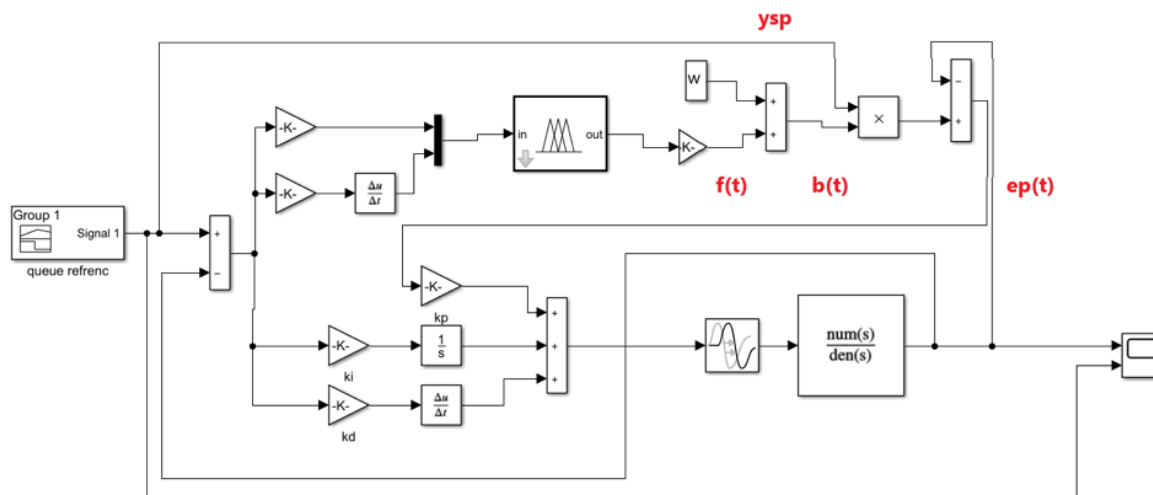 ysp
W
+
+
×
−
+
-K-
-K-
Δu
Δt
in
out
K-
f(t)
b(t)
ep(t)
Group 1
Signal 1
queue refrenc
+
−
-K-
kp
-K-
ki
1
s
-K-
kd
Δu
Δt
+
+
+
num(s)
den(s)